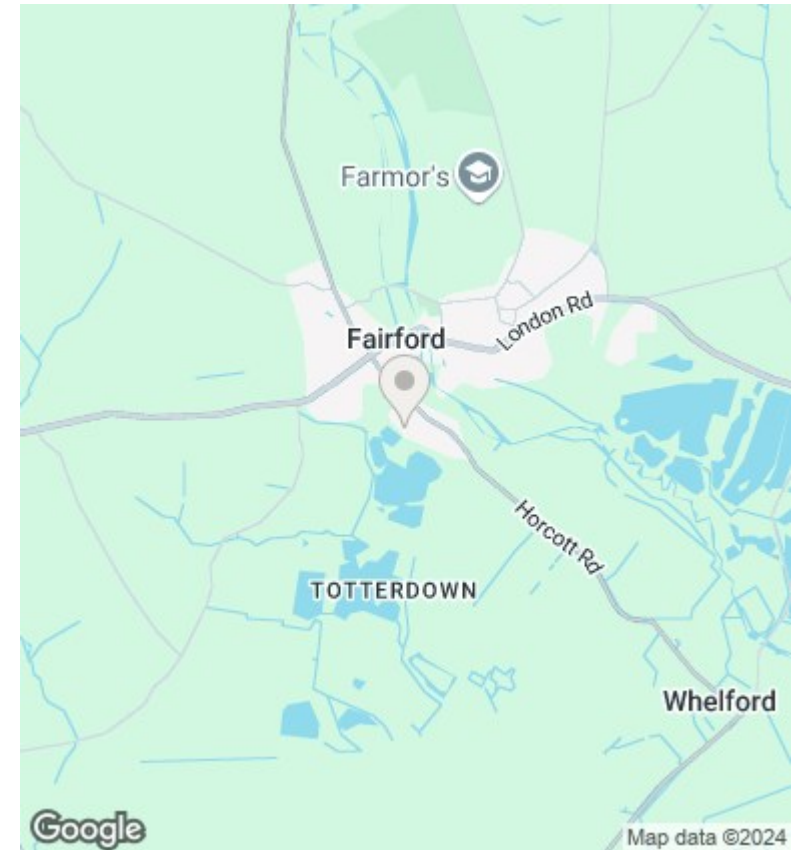 Farmor's
London Rd
Fairford
Horcott Rd
TOTTERDOWN
Whelford
Google
Map data ©2024